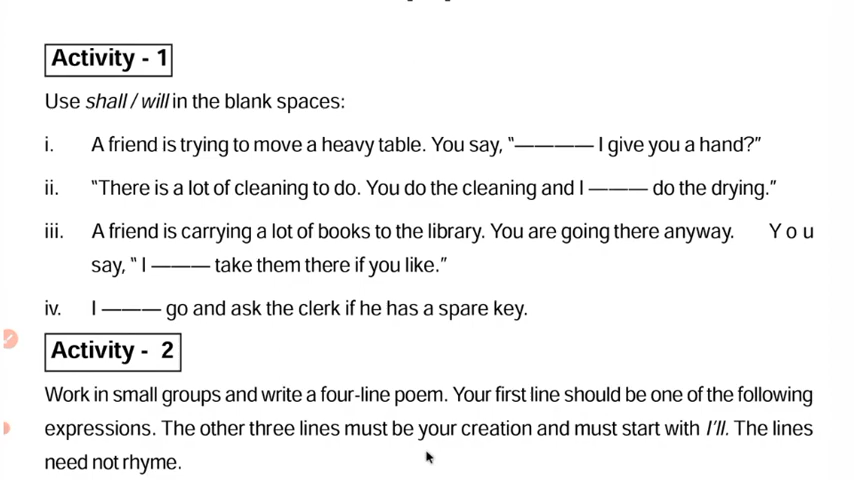 Activity - 1
Use shall / will in the blank spaces:
i. A friend is trying to move a heavy table. You say, "———— I give you a hand?"
ii. "There is a lot of cleaning to do. You do the cleaning and I ——— do the drying."
iii. A friend is carrying a lot of books to the library. You are going there anyway. Y o u
say, " I ——— take them there if you like."
iv. I ——— go and ask the clerk if he has a spare key.
Activity - 2
Work in small groups and write a four-line poem. Your first line should be one of the following
expressions. The other three lines must be your creation and must start with I'll. The lines
need not rhyme.